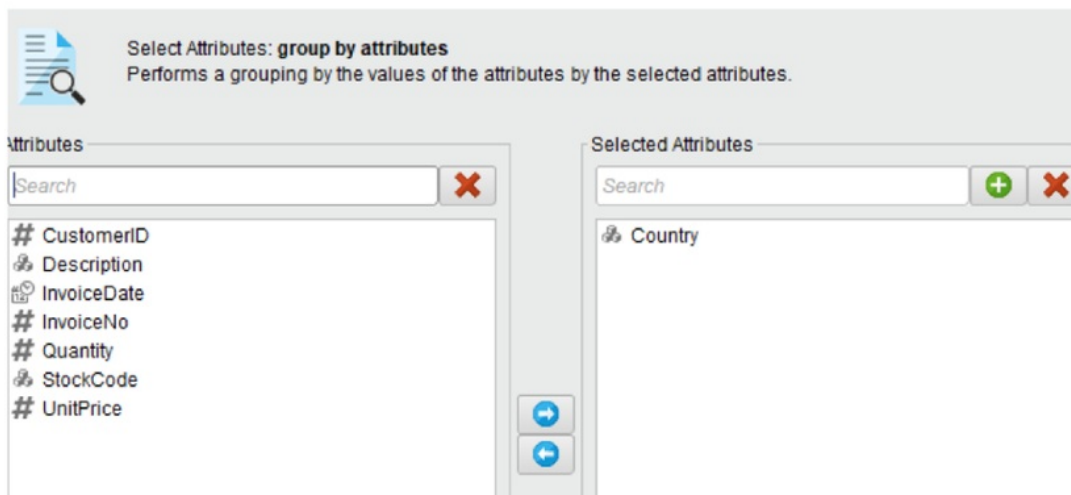 Select Attributes: group by attributes
Performs a grouping by the values of the attributes by the selected attributes.
Attributes
Selected Attributes
Search
Search
CustomerID
Description
InvoiceDate
InvoiceNo
Quantity
StockCode
UnitPrice
Country